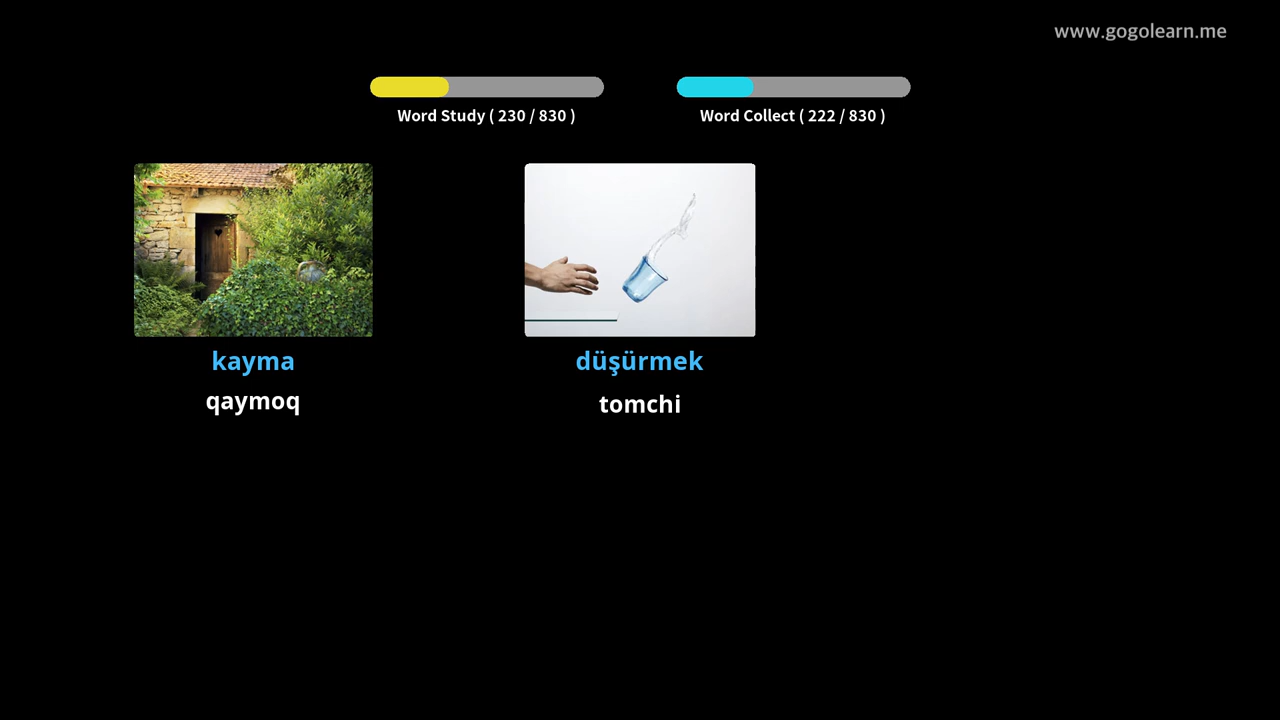 www.gogolearn.me
Word Study ( 230 / 830 )
Word Collect ( 222 / 830 )
kayma
qaymoq
düşürmek
tomchi